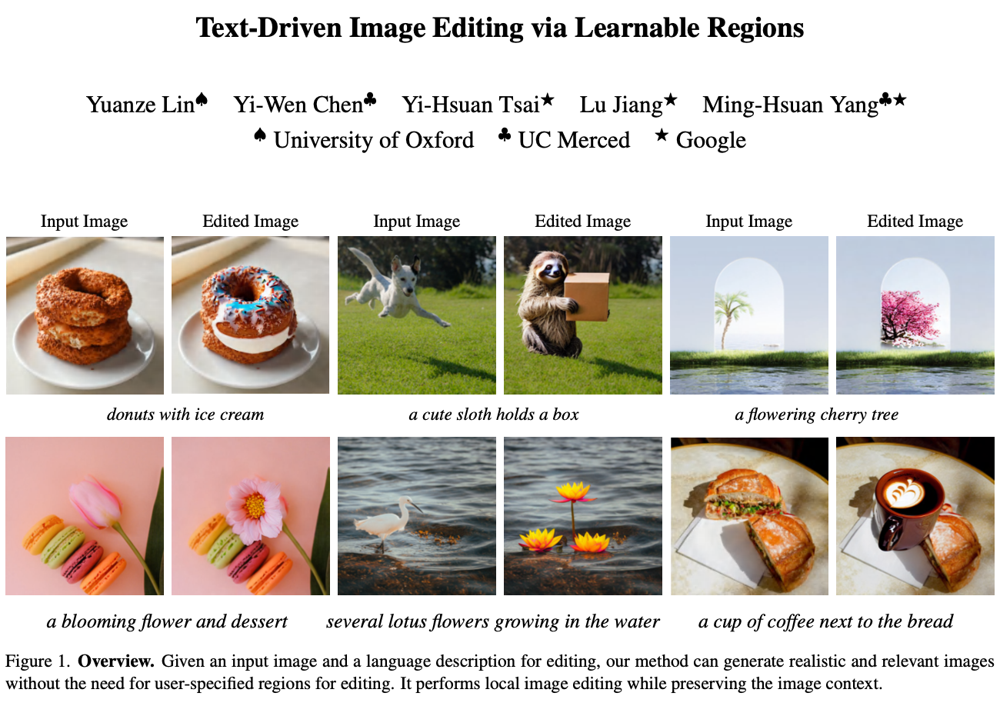 Text-Driven Image Editing via Learnable Regions
Yuanze Lin♠ Yi-Wen Chen♣ Yi-Hsuan Tsai★ Lu Jiang★ Ming-Hsuan Yang♣★
♠ University of Oxford ♣ UC Merced ★ Google
Input Image Edited Image Input Image Edited Image Input Image Edited Image
donuts with ice cream a cute sloth holds a box a flowering cherry tree
a blooming flower and dessert several lotus flowers growing in the water a cup of coffee next to the bread
Figure 1. Overview. Given an input image and a language description for editing, our method can generate realistic and relevant images
without the need for user-specified regions for editing. It performs local image editing while preserving the image context.